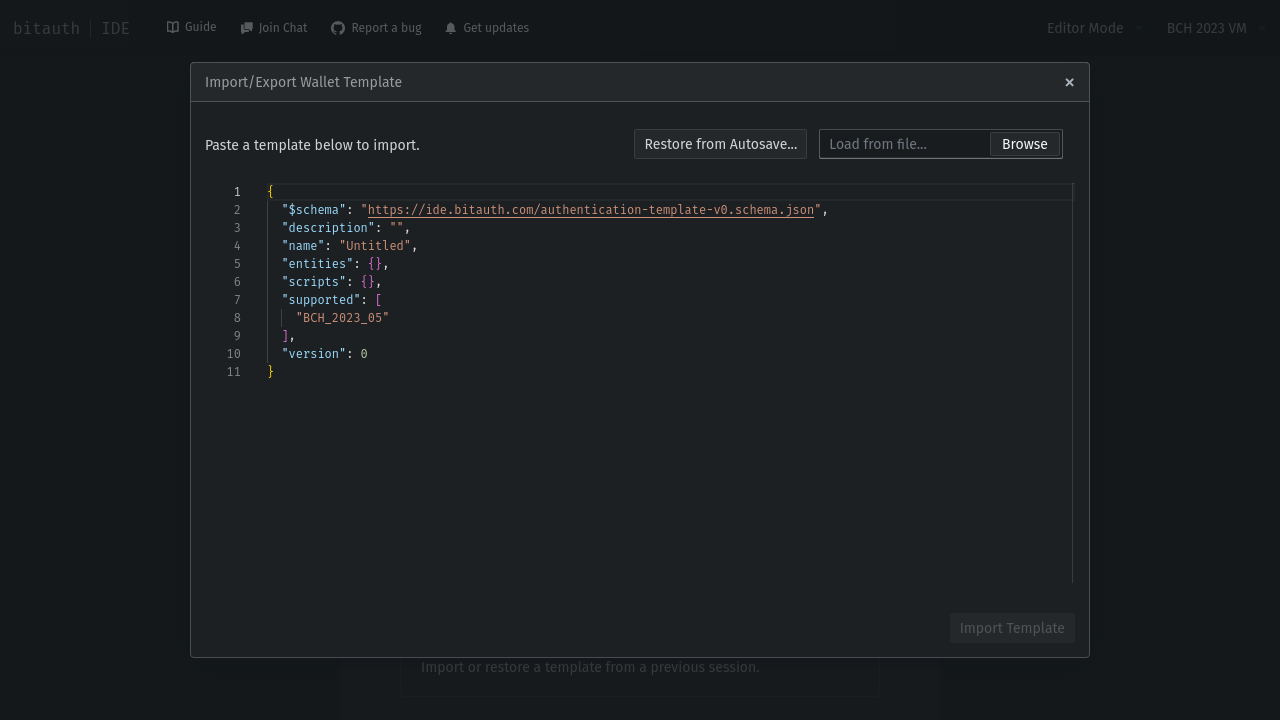 bitauth | IDE Guide Join Chat Report a bug Get updates Editor Mode BCH 2023 VM
Import/Export Wallet Template ×
Paste a template below to import. Restore from Autosave... Load from file... Browse
1 {
2 "$schema": "https://ide.bitauth.com/authentication-template-v0.schema.json",
3 "description": "",
4 "name": "Untitled",
5 "entities": {},
6 "scripts": {},
7 "supported": [
8 "BCH_2023_05"
9 ],
10 "version": 0
11 }
Import Template
Import or restore a template from a previous session.